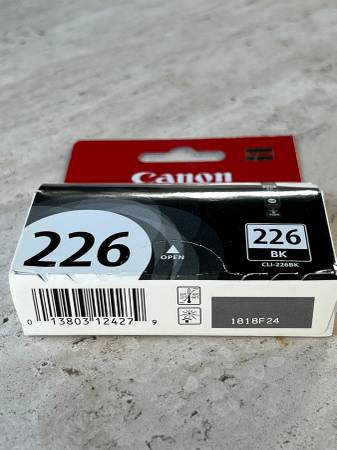 Canon
226
OPEN
226
BK
CLI-226BK
0 13803 12427 9
1818F24